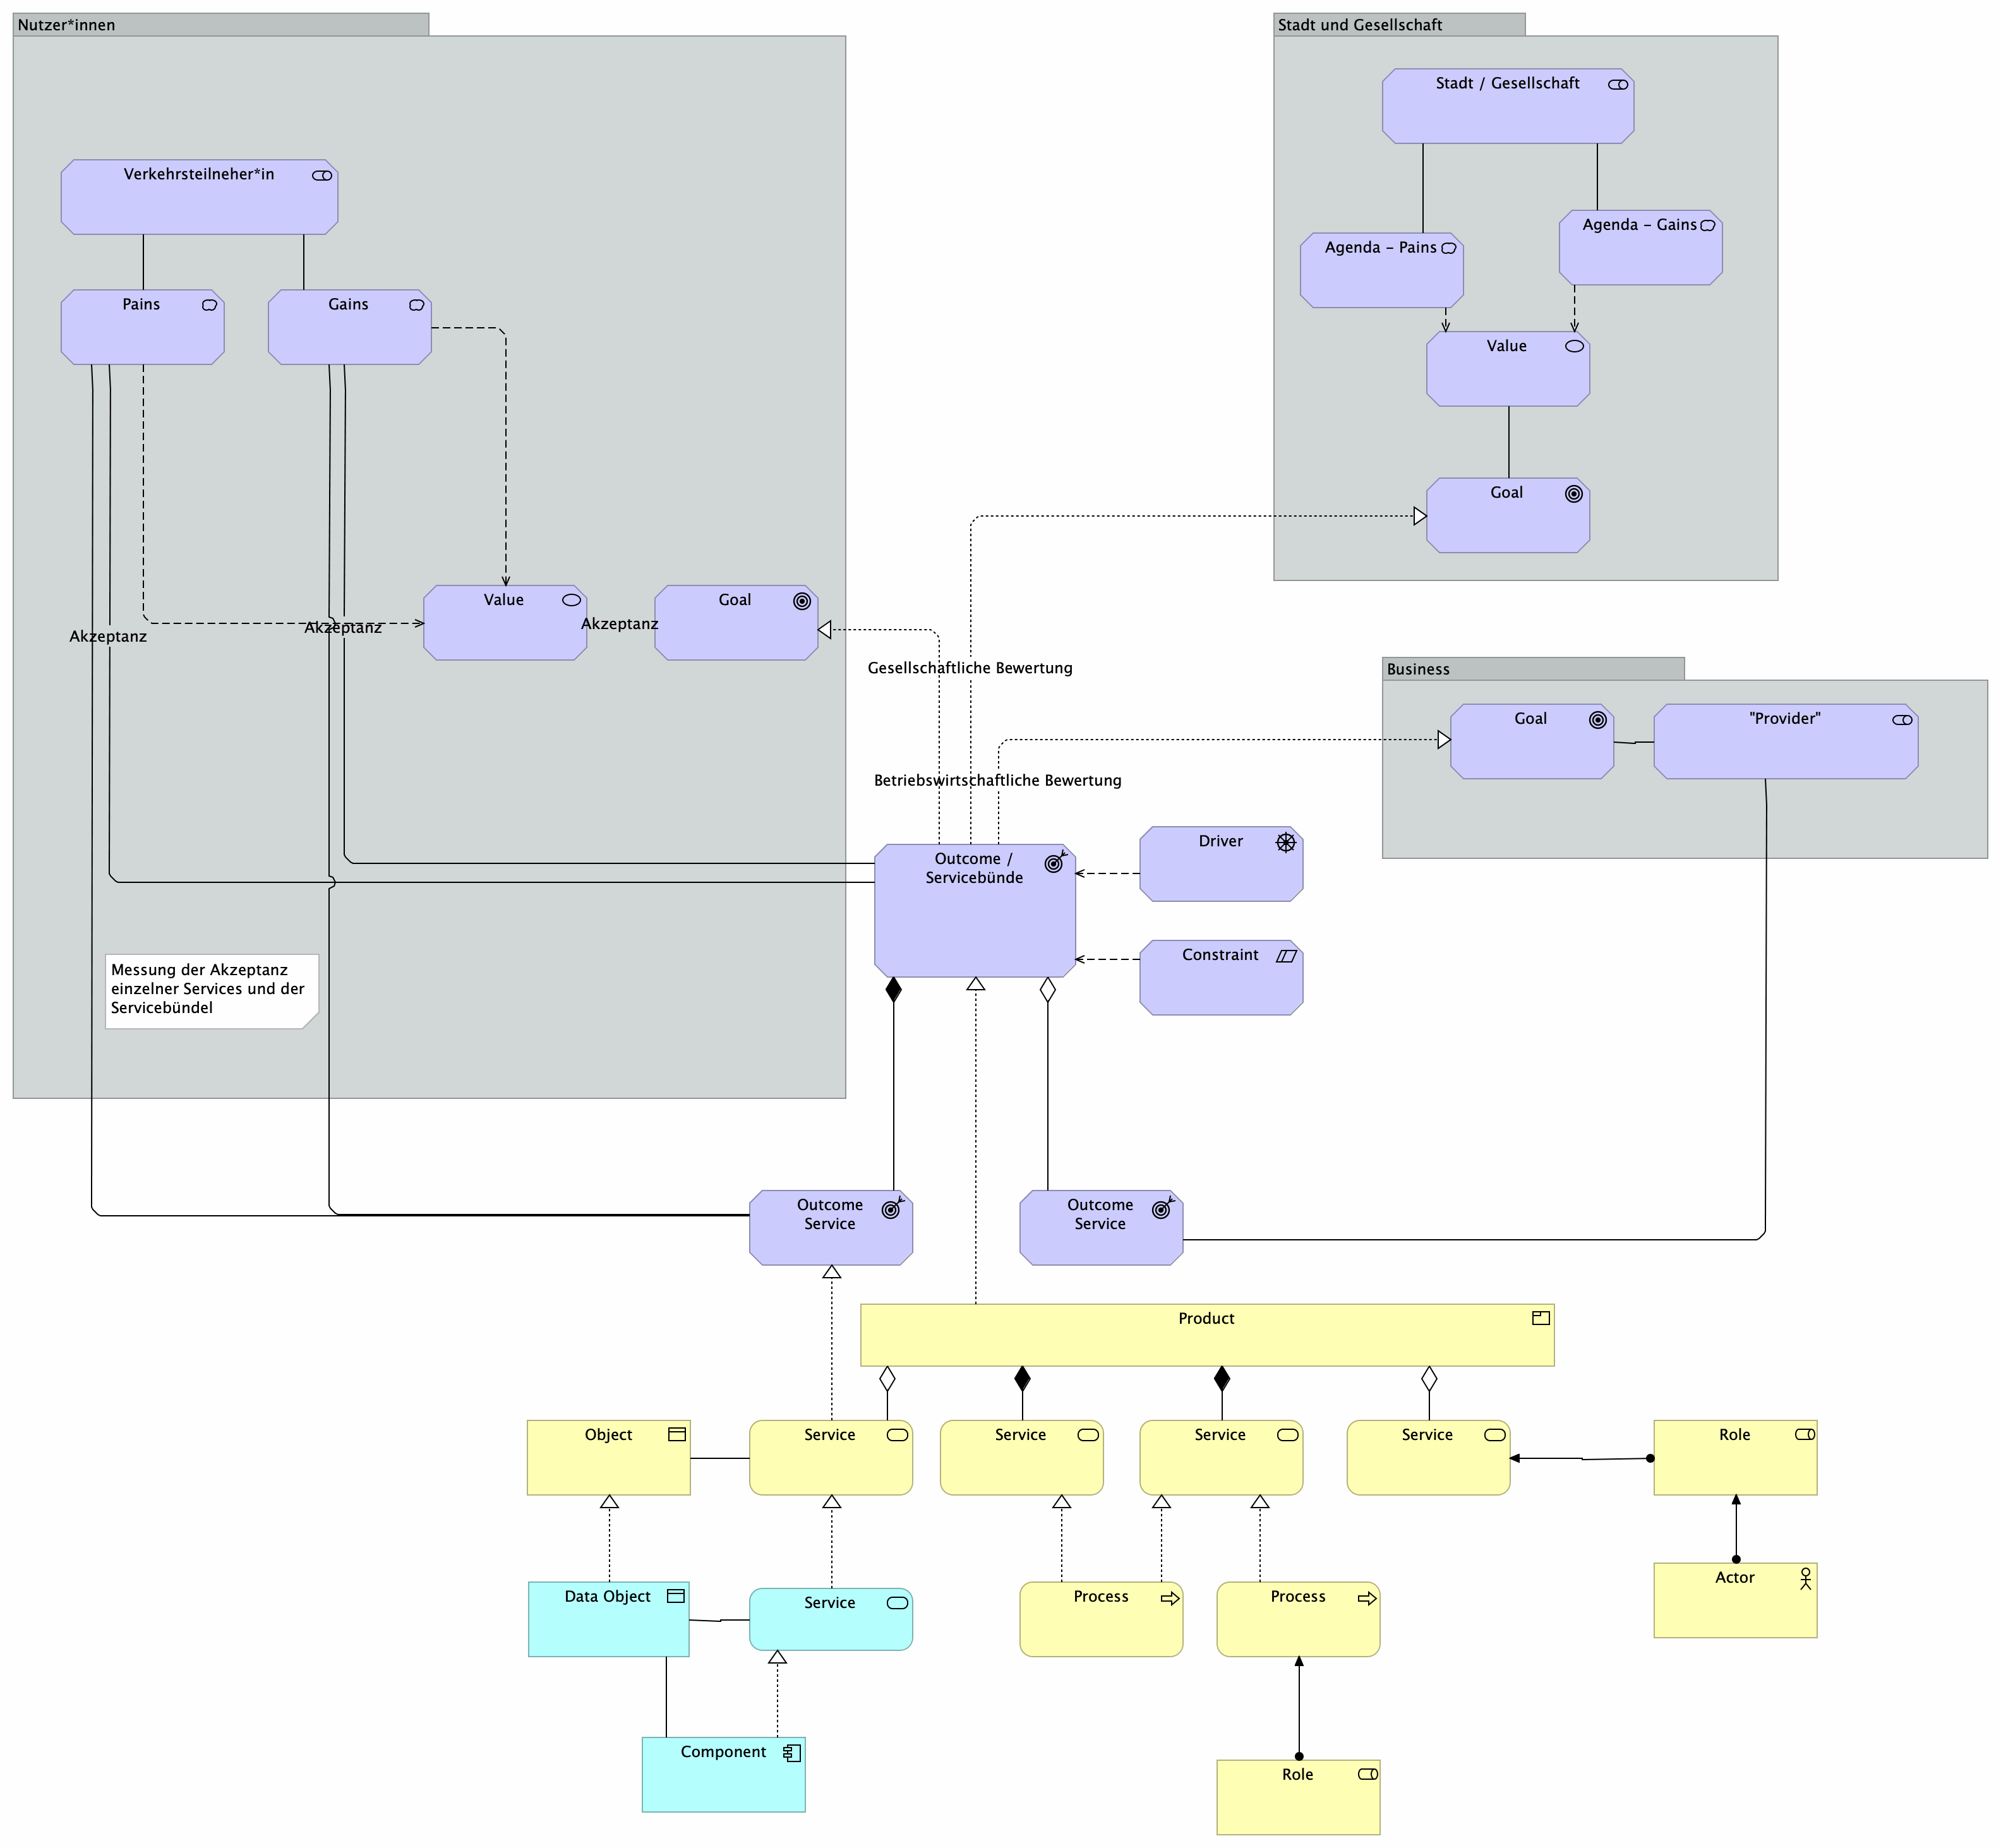 Nutzer*innen
Stadt und Gesellschaft
Stadt / Gesellschaft
Verkehrsteilneher*in
Agenda – Gains
Agenda – Pains
Pains
Gains
Value
Goal
Value
Akzeptanz
Goal
Akzeptanz
Akzeptanz
Gesellschaftliche Bewertung
Business
Goal
"Provider"
Betriebswirtschaftliche Bewertung
Outcome /
Servicebünde
Driver
Constraint
Messung der Akzeptanz
einzelner Services und der
Servicebündel
Outcome
Service
Outcome
Service
Product
Object
Service
Service
Service
Service
Role
Data Object
Service
Process
Process
Actor
Component
Role